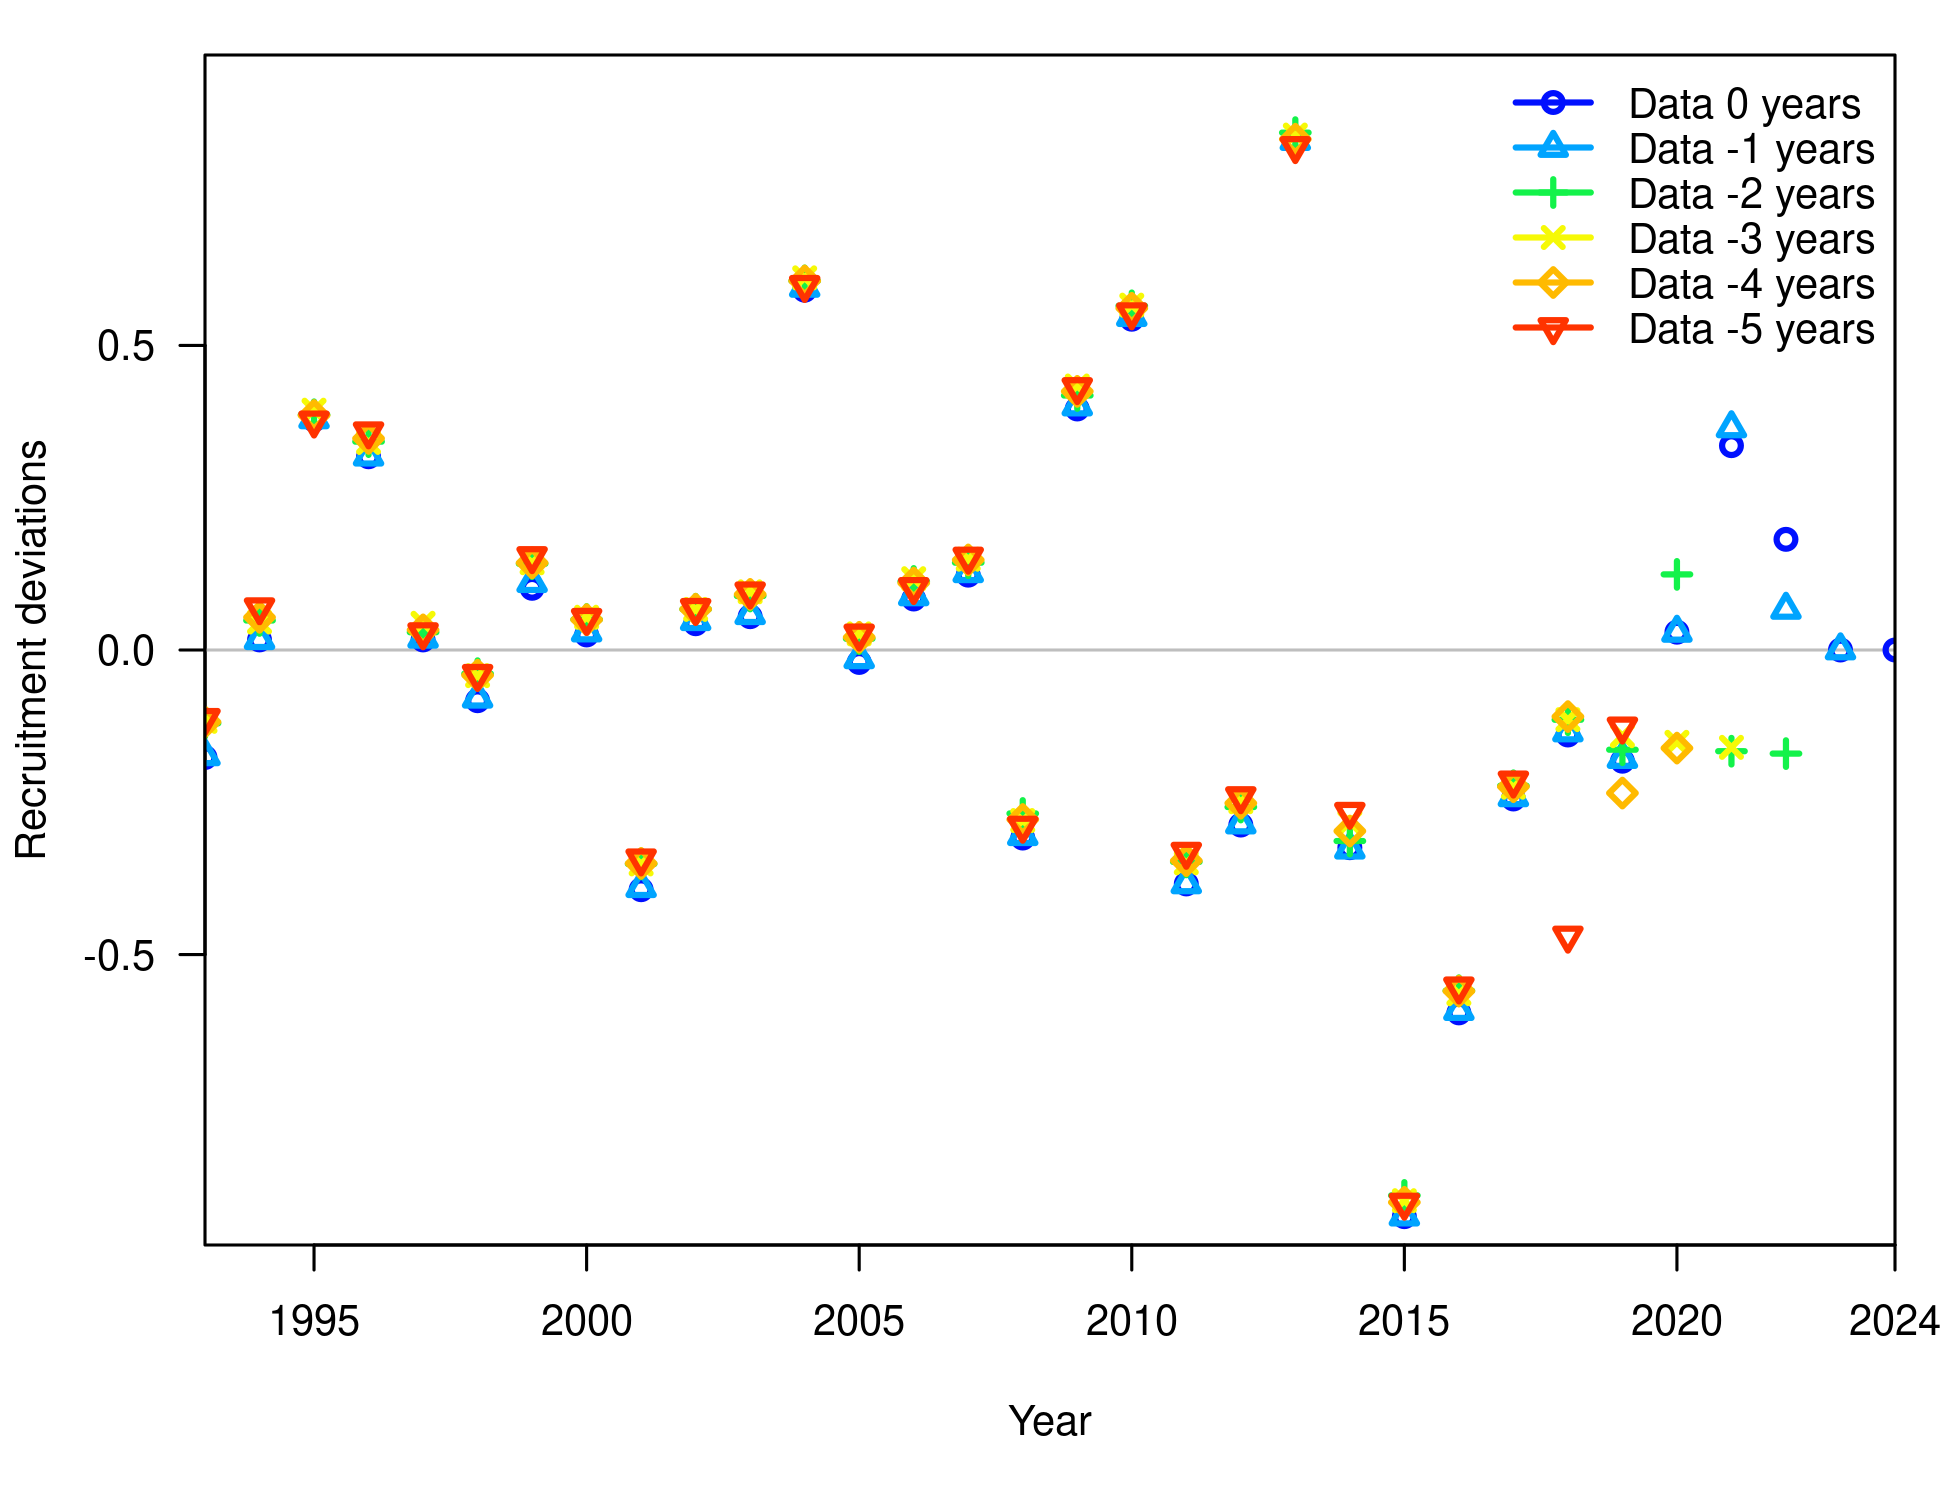 Data 0 years
Data -1 years
Data -2 years
Data -3 years
Data -4 years
Data -5 years
0.5
0.0
-0.5
Recruitment deviations
1995 2000 2005 2010 2015 2020 2024
Year